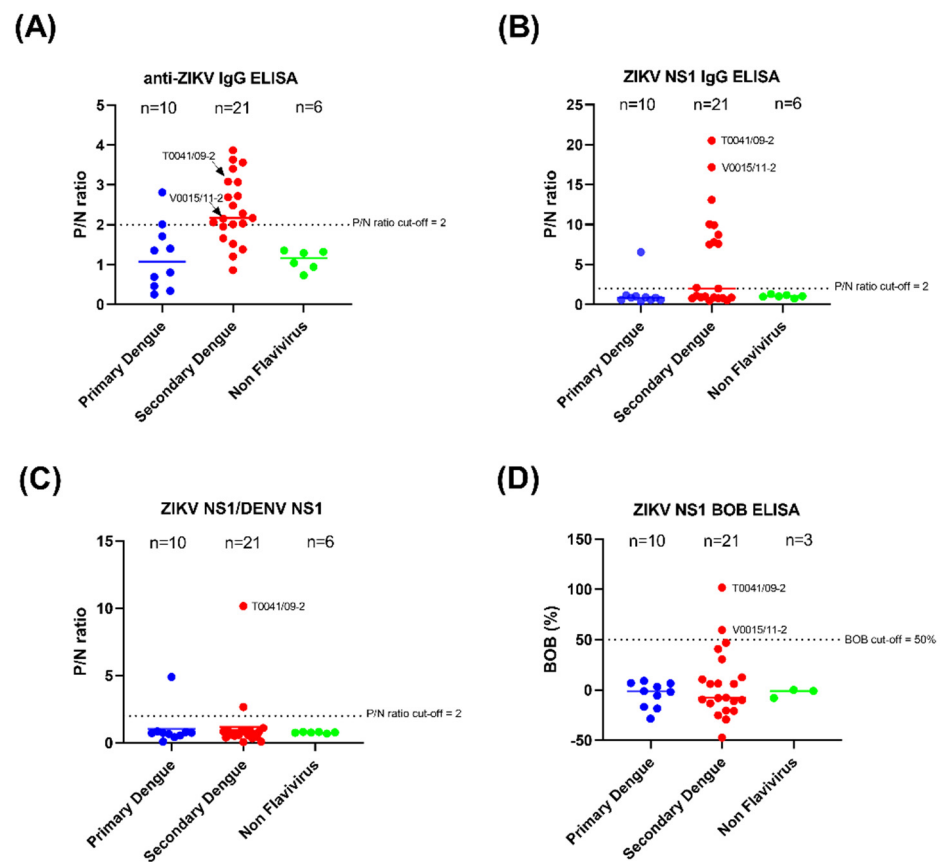 (A)
anti-ZIKV IgG ELISA
n=10 n=21 n=6
5
4
3
2
1
0
P/N ratio
T0041/09-2
V0015/11-2
P/N ratio cut-off = 2
Primary Dengue
Secondary Dengue
Non Flavivirus
(B)
ZIKV NS1 IgG ELISA
n=10 n=21 n=6
25
20
15
10
5
0
P/N ratio
T0041/09-2
V0015/11-2
P/N ratio cut-off = 2
Primary Dengue
Secondary Dengue
Non Flavivirus
(C)
ZIKV NS1/DENV NS1
n=10 n=21 n=6
15
10
5
0
P/N ratio
T0041/09-2
P/N ratio cut-off = 2
Primary Dengue
Secondary Dengue
Non Flavivirus
(D)
ZIKV NS1 BOB ELISA
n=10 n=21 n=3
150
100
50
0
-50
BOB (%)
T0041/09-2
V0015/11-2
BOB cut-off = 50%
Primary Dengue
Secondary Dengue
Non Flavivirus